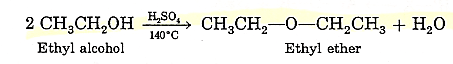 2 CH₃CH₂OH H₂SO₄ 140°C → CH₃CH₂—O—CH₂CH₃ + H₂O
Ethyl alcohol Ethyl ether